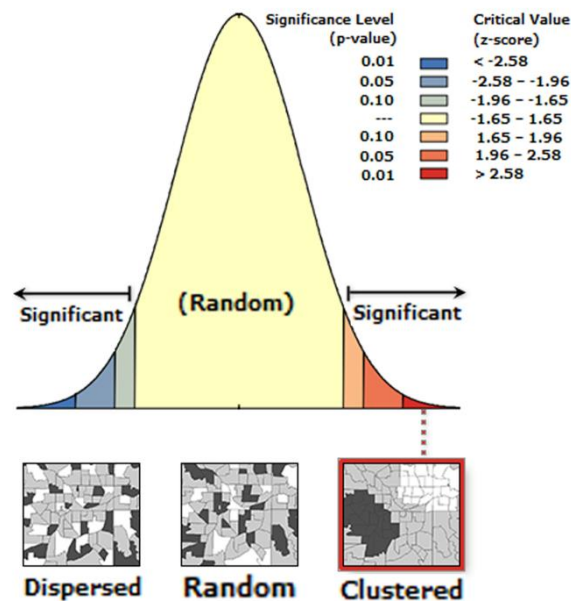 Significance Level Critical Value
(p-value) (z-score)
0.01 < -2.58
0.05 -2.58 – -1.96
0.10 -1.96 – -1.65
--- -1.65 – 1.65
0.10 1.65 – 1.96
0.05 1.96 – 2.58
0.01 > 2.58
Significant (Random) Significant
Dispersed Random Clustered